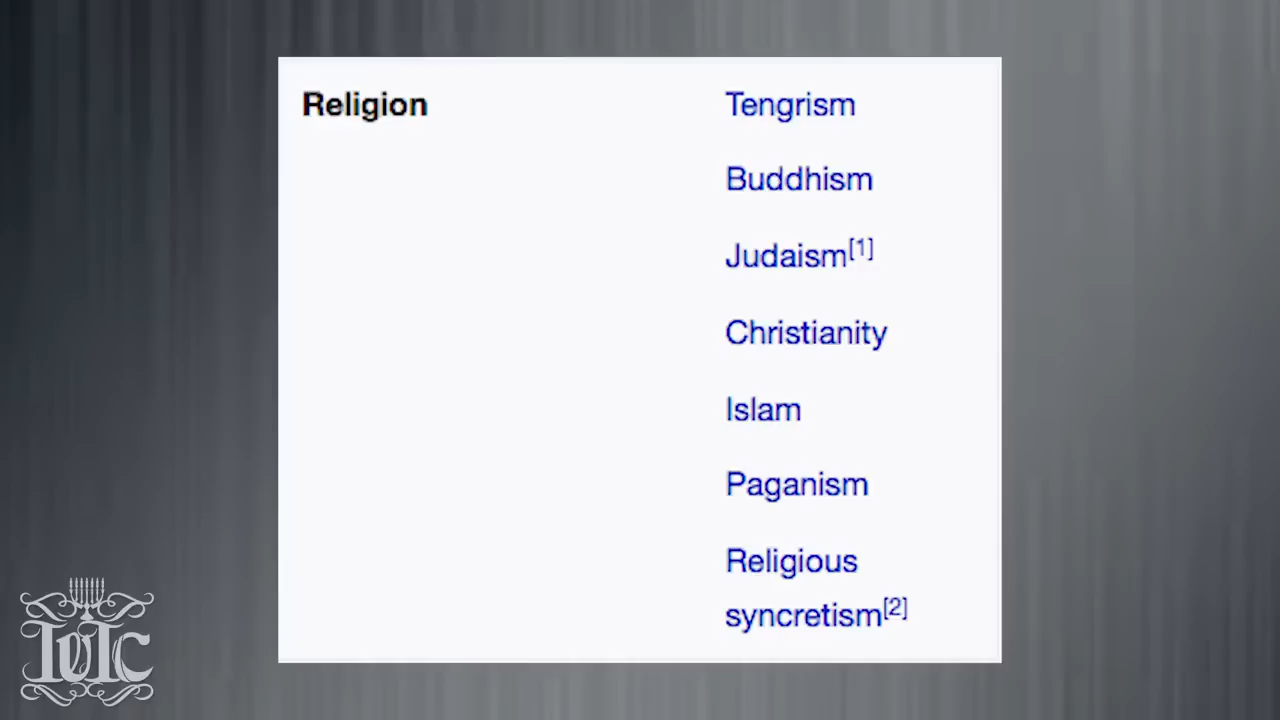 Religion Tengrism
Buddhism
Judaism[1]
Christianity
Islam
Paganism
Religious
syncretism[2]
IUIC